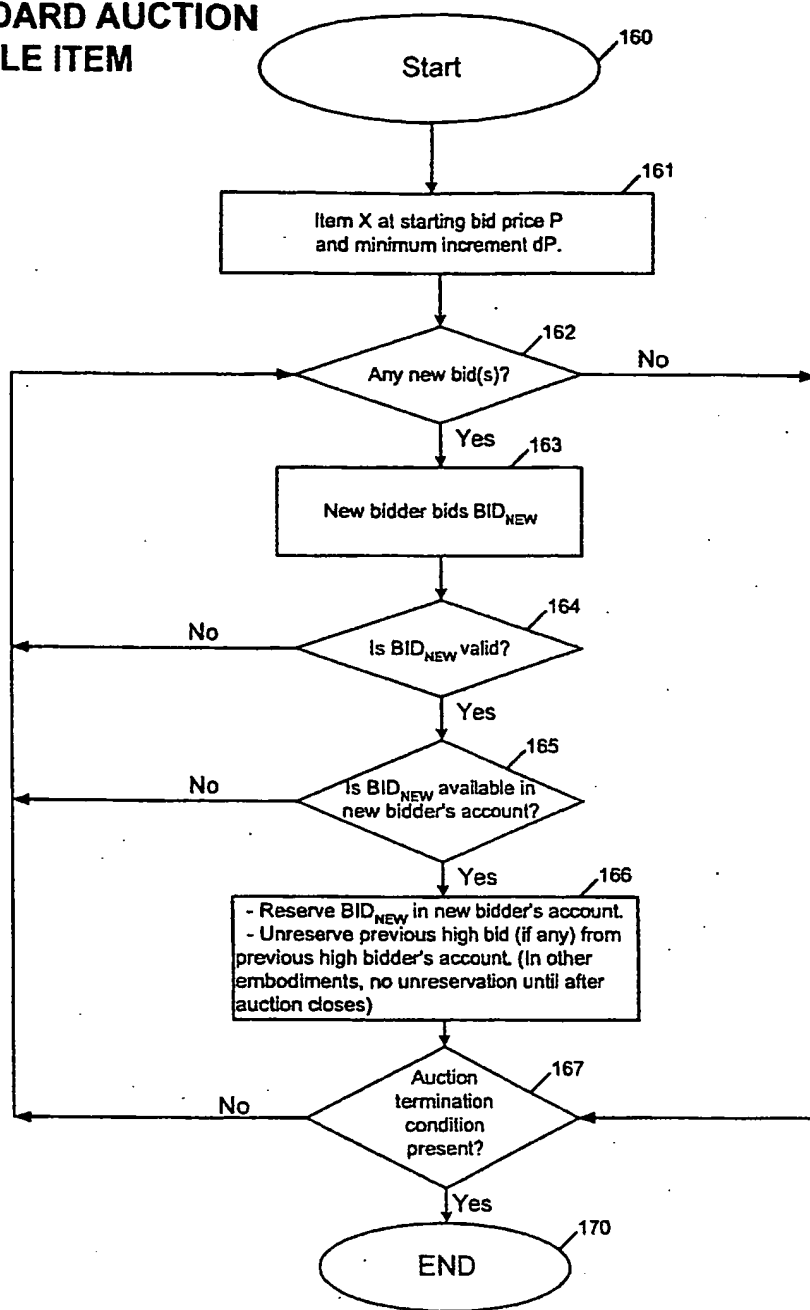 DARD AUCTION
LE ITEM
160
Start
161
Item X at starting bid price P
and minimum increment dP.
162
Any new bid(s)?
No
Yes
163
New bidder bids BID_NEW
164
No
Is BID_NEW valid?
Yes
165
No
Is BID_NEW available in
new bidder's account?
Yes
166
- Reserve BID_NEW in new bidder's account.
- Unreserve previous high bid (if any) from
previous high bidder's account. (In other
embodiments, no unreservation until after
auction closes)
167
Auction
termination
condition
present?
No
Yes
170
END